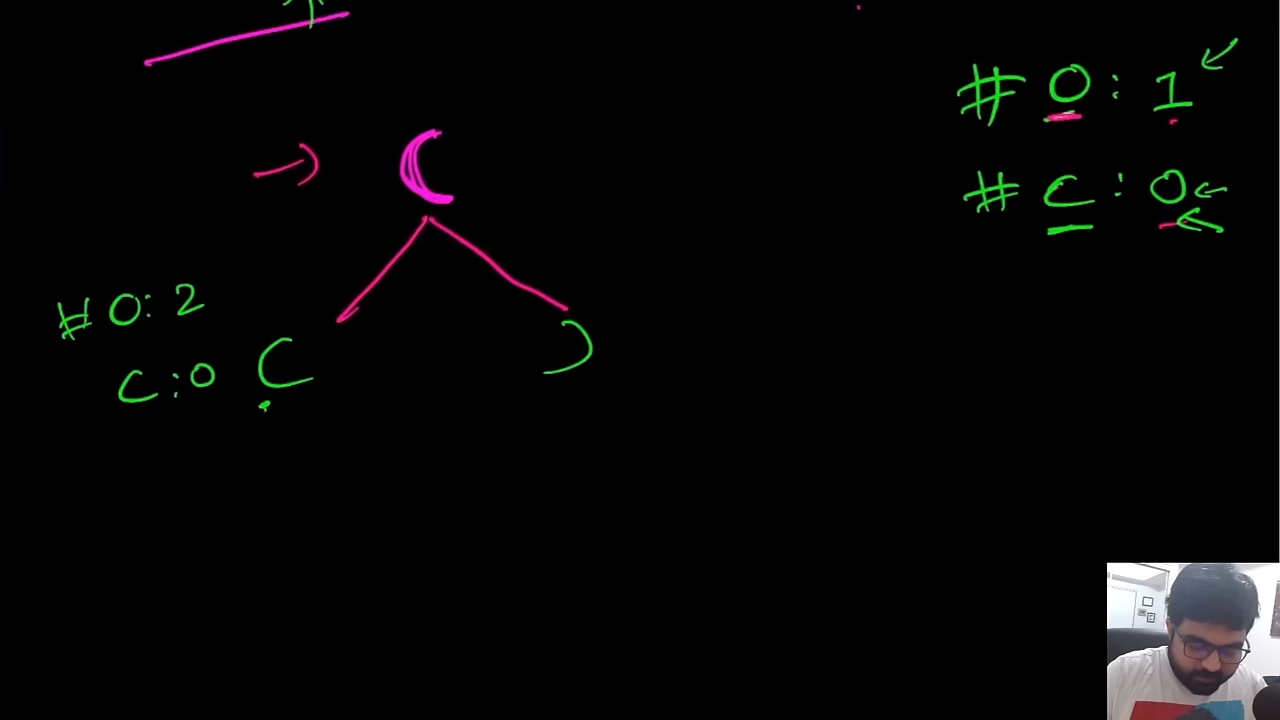 # O : 1
→ ) (
# C : 0
# O : 2
C : 0 ( )